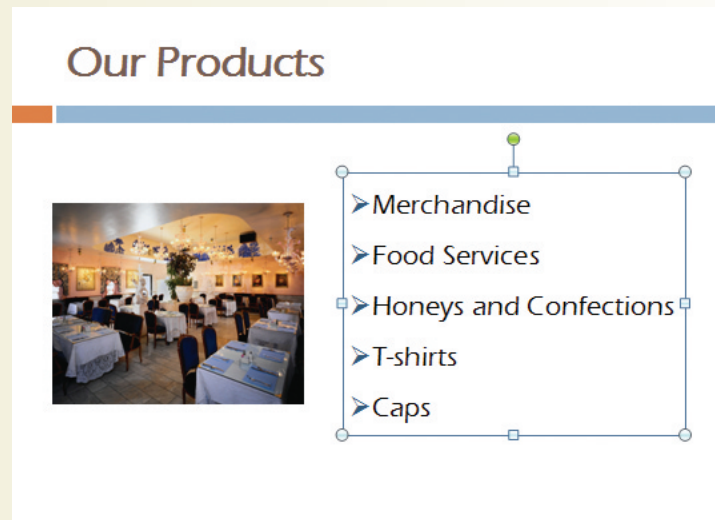 Our Products
➢Merchandise
➢Food Services
➢Honeys and Confections
➢T-shirts
➢Caps